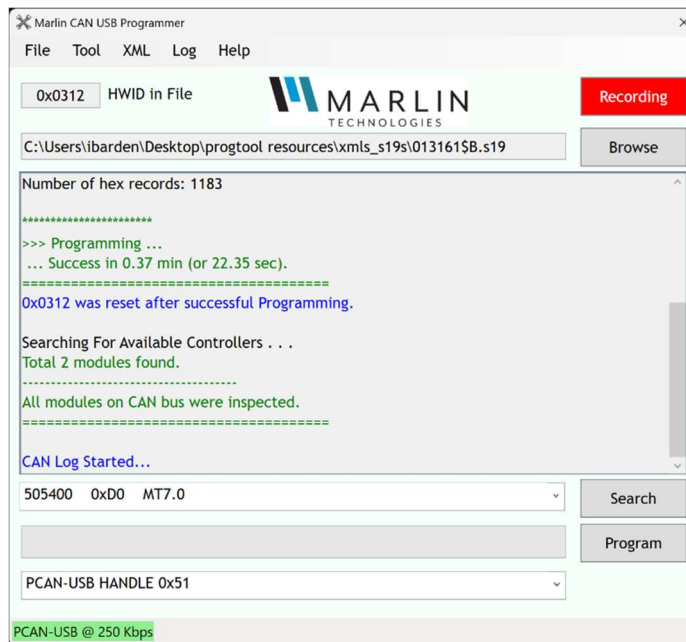 Marlin CAN USB Programmer
File Tool XML Log Help
0x0312 HWID in File
MARLIN
TECHNOLOGIES
Recording
C:\Users\ibarden\Desktop\progtool resources\xmls_s19s\013161$B.s19
Browse
Number of hex records: 1183
***********************
>>> Programming ...
... Success in 0.37 min (or 22.35 sec).
=======================================
0x0312 was reset after successful Programming.
Searching For Available Controllers . . .
Total 2 modules found.
-------------------------------------
All modules on CAN bus were inspected.
=======================================
CAN Log Started...
505400 0xD0 MT7.0
Search
Program
PCAN-USB HANDLE 0x51
PCAN-USB @ 250 Kbps